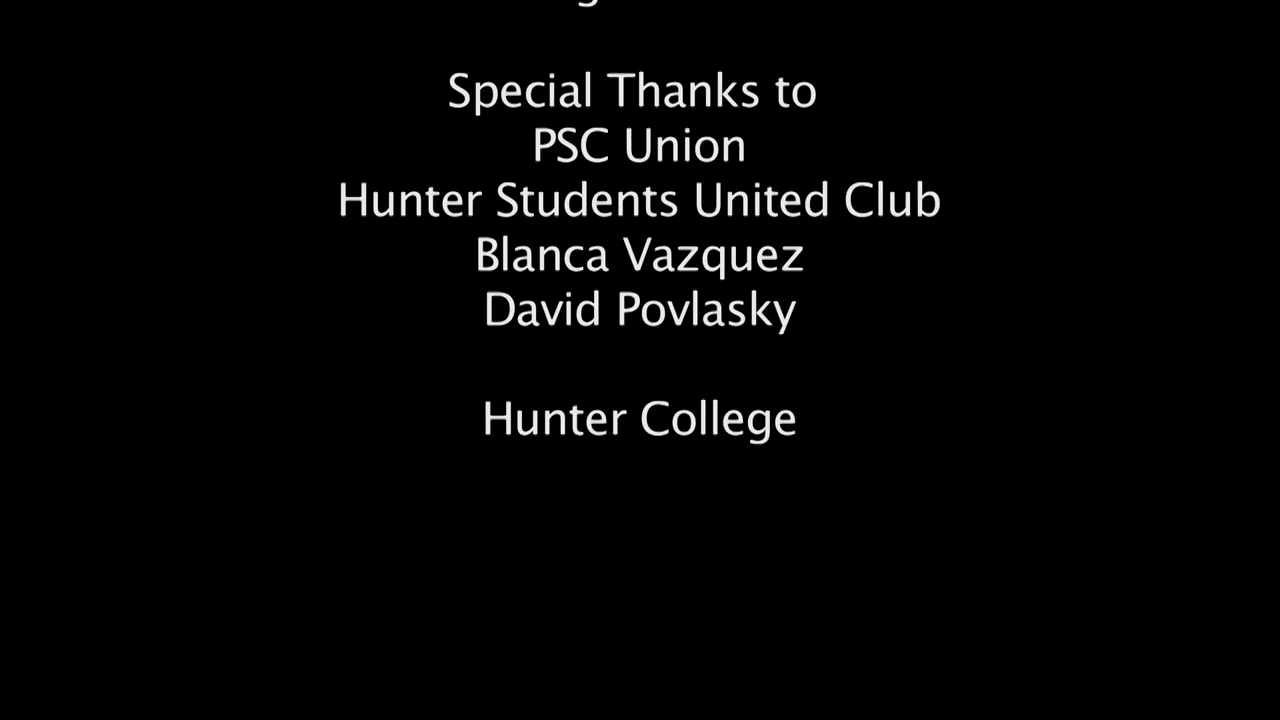 Special Thanks to
PSC Union
Hunter Students United Club
Blanca Vazquez
David Povlasky
Hunter College